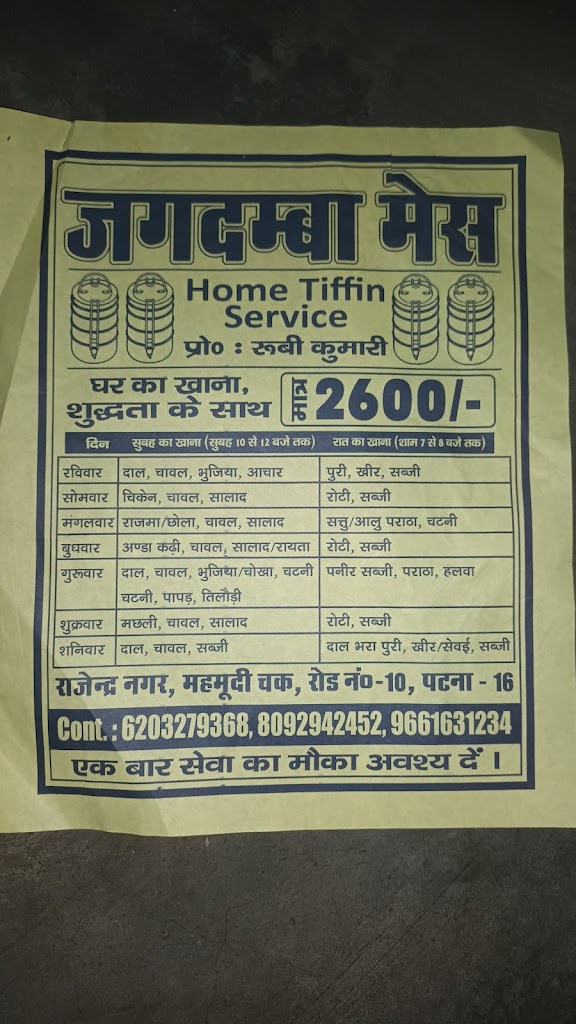 जगदम्बा मेस
Home Tiffin
Service
प्रो० : रूबी कुमारी
घर का खाना,
शुद्धता के साथ
मात्र 2600/-
दिन सुबह का खाना (सुबह 10 से 12 बजे तक) रात का खाना (शाम 7 से 8 बजे तक)
रविवार दाल, चावल, भुजिया, आचार पुरी, खीर, सब्जी
सोमवार चिकेन, चावल, सालाद रोटी, सब्जी
मंगलवार राजमा/छोला, चावल, सालाद सत्तु/आलु पराठा, चटनी
बुधवार अण्डा कढ़ी, चावल, सालाद/रायता रोटी, सब्जी
गुरूवार दाल, चावल, भुजिया/चोखा, चटनी पनीर सब्जी, पराठा, हलवा
चटनी, पापड़, तिलौड़ी
शुक्रवार मछली, चावल, सालाद रोटी, सब्जी
शनिवार दाल, चावल, सब्जी दाल भरा पुरी, खीर/सेवई, सब्जी
राजेन्द्र नगर, महमूदी चक, रोड नं०-10, पटना - 16
Cont. : 6203279368, 8092942452, 9661631234
एक बार सेवा का मौका अवश्य दें ।